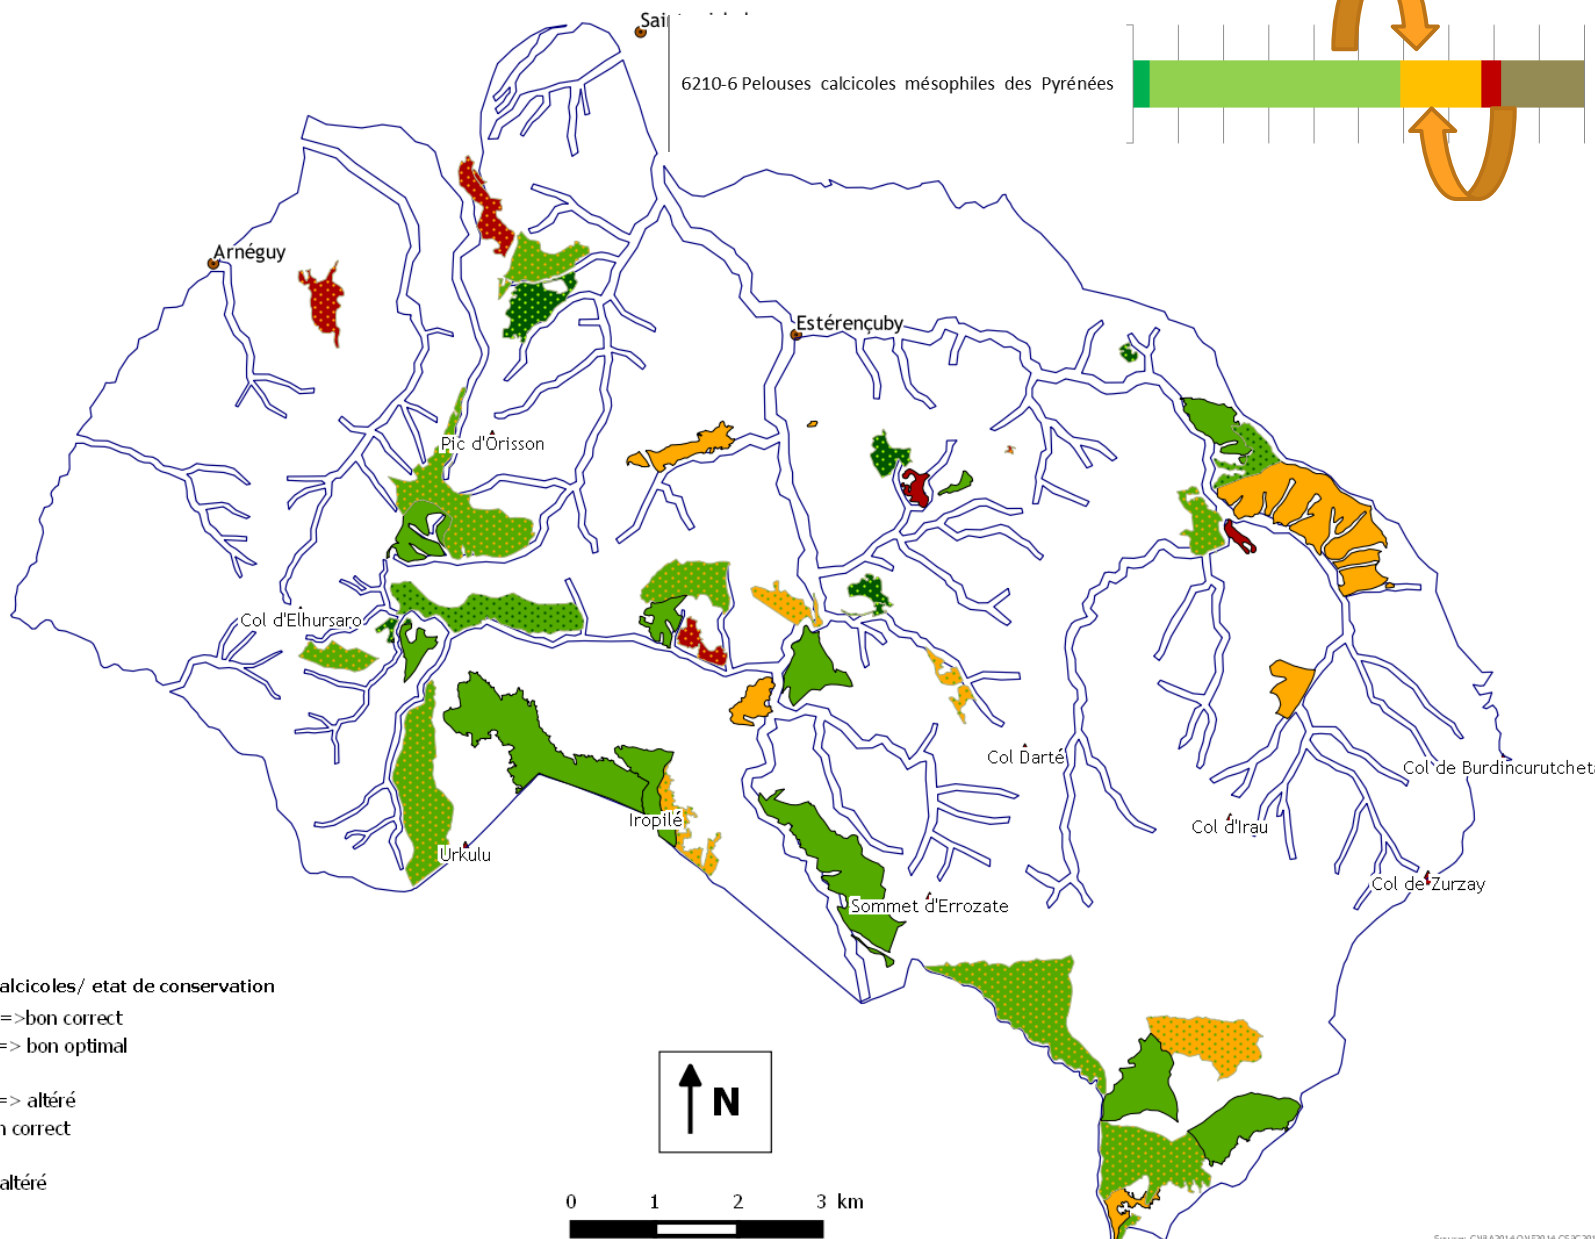 6210-6 Pelouses calcicoles mésophiles des Pyrénées
Arnéguy
Estérençuby
Pic d'Orisson
Col d'Elhursaro
Col Darté
Col de Burdincurutcheta
Iropilé
Col d'Irau
Urkulu
Col de Zurzay
Sommet d'Errozate
alcicoles/ etat de conservation
=>bon correct
=> bon optimal
=> altéré
n correct
altéré
N
0 1 2 3 km